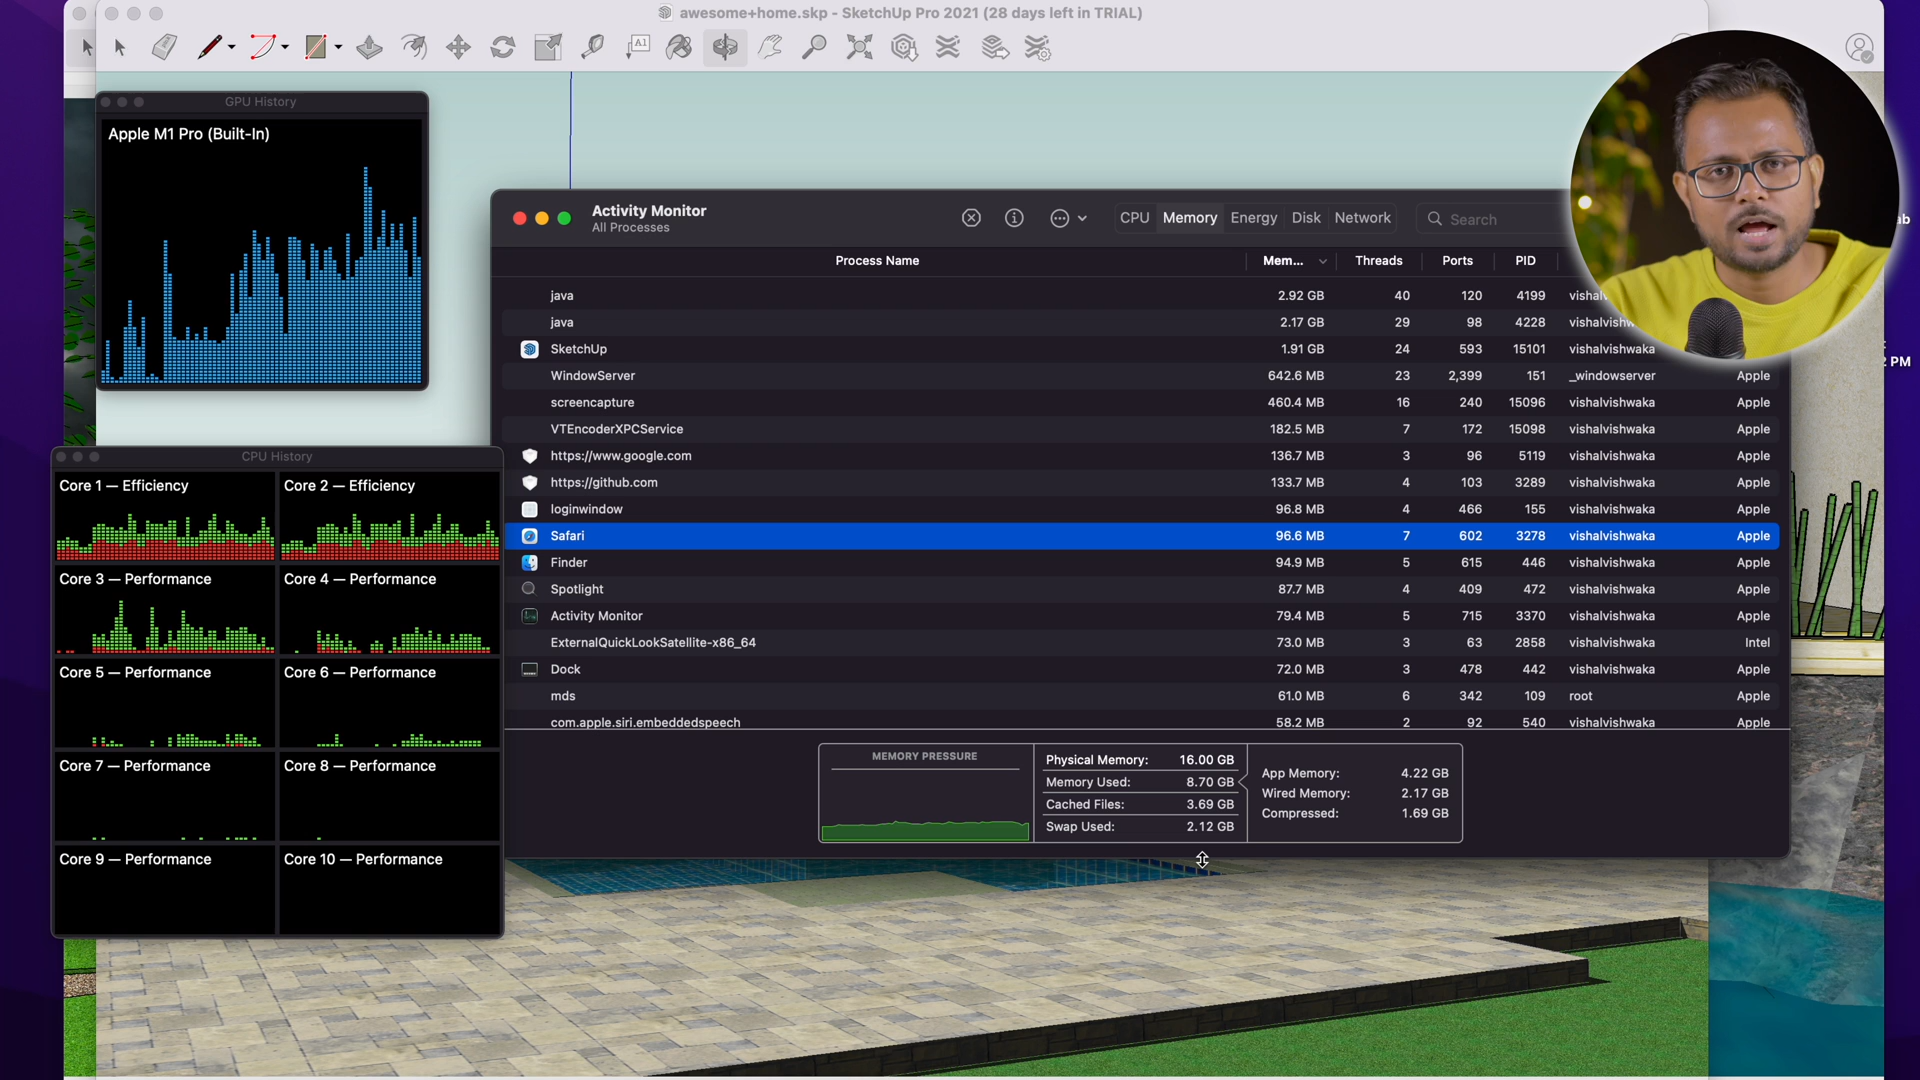 awesome+home.skp - SketchUp Pro 2021 (28 days left in TRIAL)
A1
GPU History
Apple M1 Pro (Built-In)
Activity Monitor
All Processes
CPU Memory Energy Disk Network
Search
Process Name Mem... Threads Ports PID
java 2.92 GB 40 120 4199
java 2.17 GB 29 98 4228
SketchUp 1.91 GB 24 593 15101 vishalvishwaka
WindowServer 642.6 MB 23 2,399 151 _windowserver Apple
screencapture 460.4 MB 16 240 15096 vishalvishwaka Apple
VTEncoderXPCService 182.5 MB 7 172 15098 vishalvishwaka Apple
https://www.google.com 136.7 MB 3 96 5119 vishalvishwaka Apple
https://github.com 133.7 MB 4 103 3289 vishalvishwaka Apple
loginwindow 96.8 MB 4 466 155 vishalvishwaka Apple
Safari 96.6 MB 7 602 3278 vishalvishwaka Apple
Finder 94.9 MB 5 615 446 vishalvishwaka Apple
Spotlight 87.7 MB 4 409 472 vishalvishwaka Apple
Activity Monitor 79.4 MB 5 715 3370 vishalvishwaka Apple
ExternalQuickLookSatellite-x86_64 73.0 MB 3 63 2858 vishalvishwaka Intel
Dock 72.0 MB 3 478 442 vishalvishwaka Apple
mds 61.0 MB 6 342 109 root Apple
com.apple.siri.embeddedspeech 58.2 MB 2 92 540 vishalvishwaka Apple
MEMORY PRESSURE
Physical Memory: 16.00 GB
Memory Used: 8.70 GB
Cached Files: 3.69 GB
Swap Used: 2.12 GB
App Memory: 4.22 GB
Wired Memory: 2.17 GB
Compressed: 1.69 GB
CPU History
Core 1 — Efficiency
Core 2 — Efficiency
Core 3 — Performance
Core 4 — Performance
Core 5 — Performance
Core 6 — Performance
Core 7 — Performance
Core 8 — Performance
Core 9 — Performance
Core 10 — Performance
PM